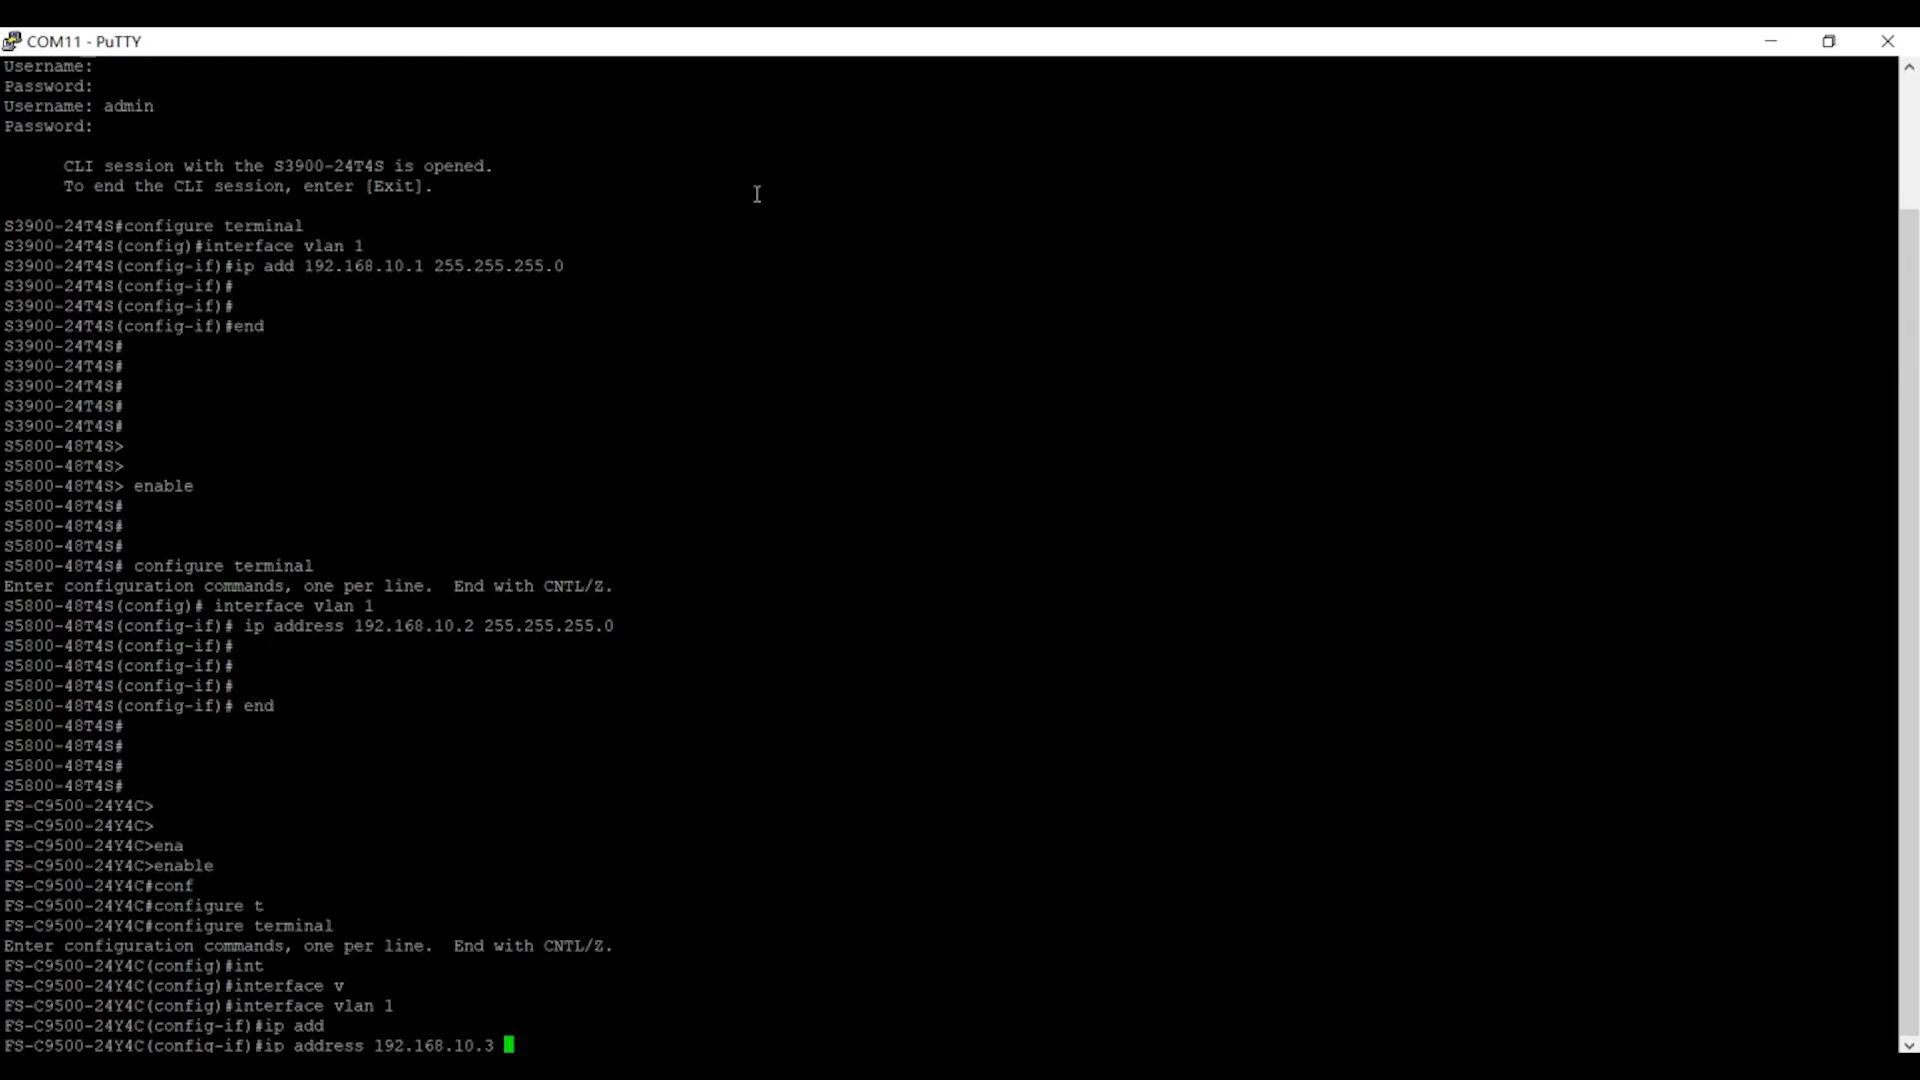 COM11 - PuTTY
Username:
Password:
Username: admin
Password:
CLI session with the S3900-24T4S is opened.
To end the CLI session, enter [Exit].
S3900-24T4S#configure terminal
S3900-24T4S(config)#interface vlan 1
S3900-24T4S(config-if)#ip add 192.168.10.1 255.255.255.0
S3900-24T4S(config-if)#
S3900-24T4S(config-if)#
S3900-24T4S(config-if)#end
S3900-24T4S#
S3900-24T4S#
S3900-24T4S#
S3900-24T4S#
S3900-24T4S#
S5800-48T4S>
S5800-48T4S>
S5800-48T4S> enable
S5800-48T4S#
S5800-48T4S#
S5800-48T4S#
S5800-48T4S# configure terminal
Enter configuration commands, one per line.  End with CNTL/Z.
S5800-48T4S(config)# interface vlan 1
S5800-48T4S(config-if)# ip address 192.168.10.2 255.255.255.0
S5800-48T4S(config-if)#
S5800-48T4S(config-if)#
S5800-48T4S(config-if)#
S5800-48T4S(config-if)# end
S5800-48T4S#
S5800-48T4S#
S5800-48T4S#
S5800-48T4S#
FS-C9500-24Y4C>
FS-C9500-24Y4C>
FS-C9500-24Y4C>ena
FS-C9500-24Y4C>enable
FS-C9500-24Y4C#conf
FS-C9500-24Y4C#configure t
FS-C9500-24Y4C#configure terminal
Enter configuration commands, one per line.  End with CNTL/Z.
FS-C9500-24Y4C(config)#int
FS-C9500-24Y4C(config)#interface v
FS-C9500-24Y4C(config)#interface vlan 1
FS-C9500-24Y4C(config-if)#ip add
FS-C9500-24Y4C(config-if)#ip address 192.168.10.3